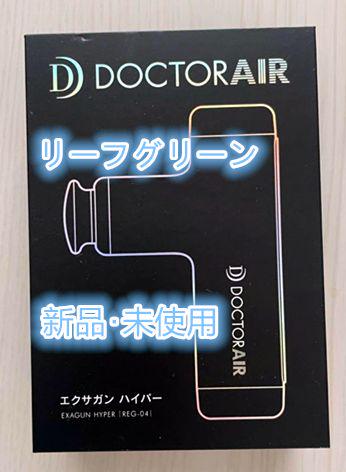 DOCTORAIR
リーフグリーン
DOCTORAIR
新品・未使用
エクサガン ハイパー
EXAGUN HYPER [REG-04]